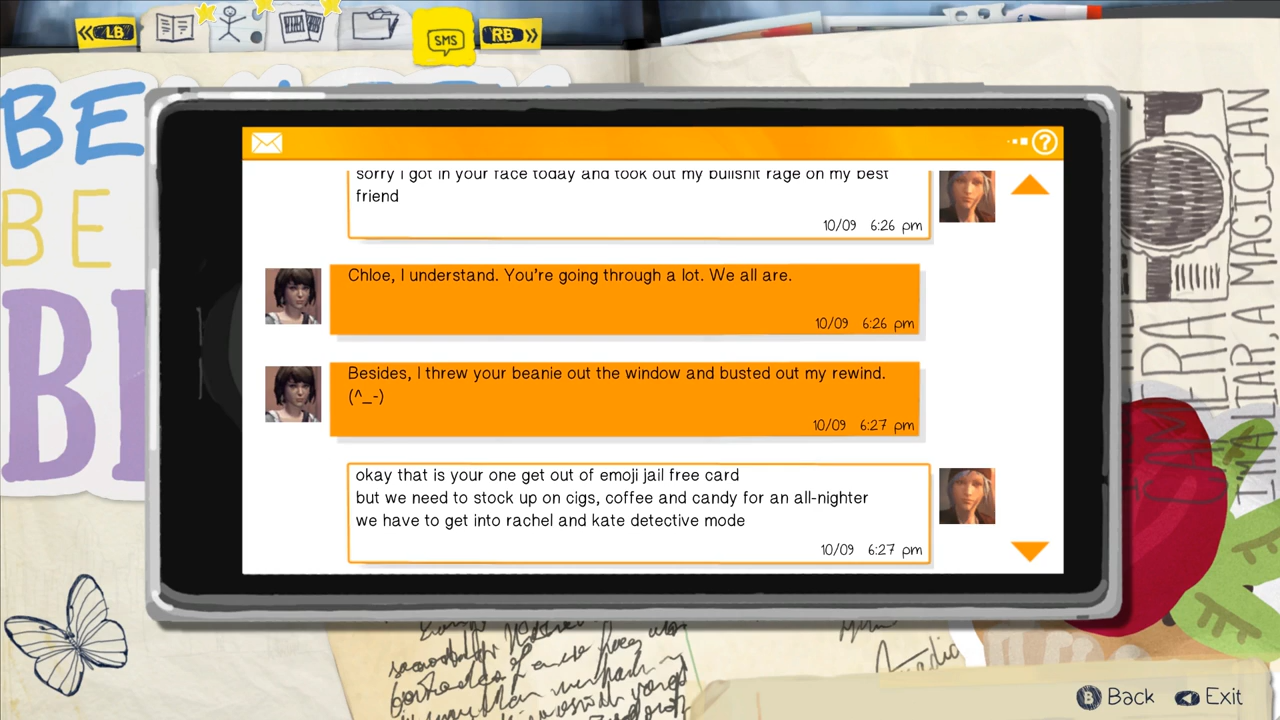 LB
SMS
RB
BE
BE
sorry I got in your face today and took out my bullshit rage on my best
friend
10/09 6:26 pm
Chloe, I understand. You're going through a lot. We all are.
10/09 6:26 pm
Besides, I threw your beanie out the window and busted out my rewind.
(^_-)
10/09 6:27 pm
okay that is your one get out of emoji jail free card
but we need to stock up on cigs, coffee and candy for an all-nighter
we have to get into rachel and kate detective mode
10/09 6:27 pm
?
A MAGICIAN
B Back
Exit